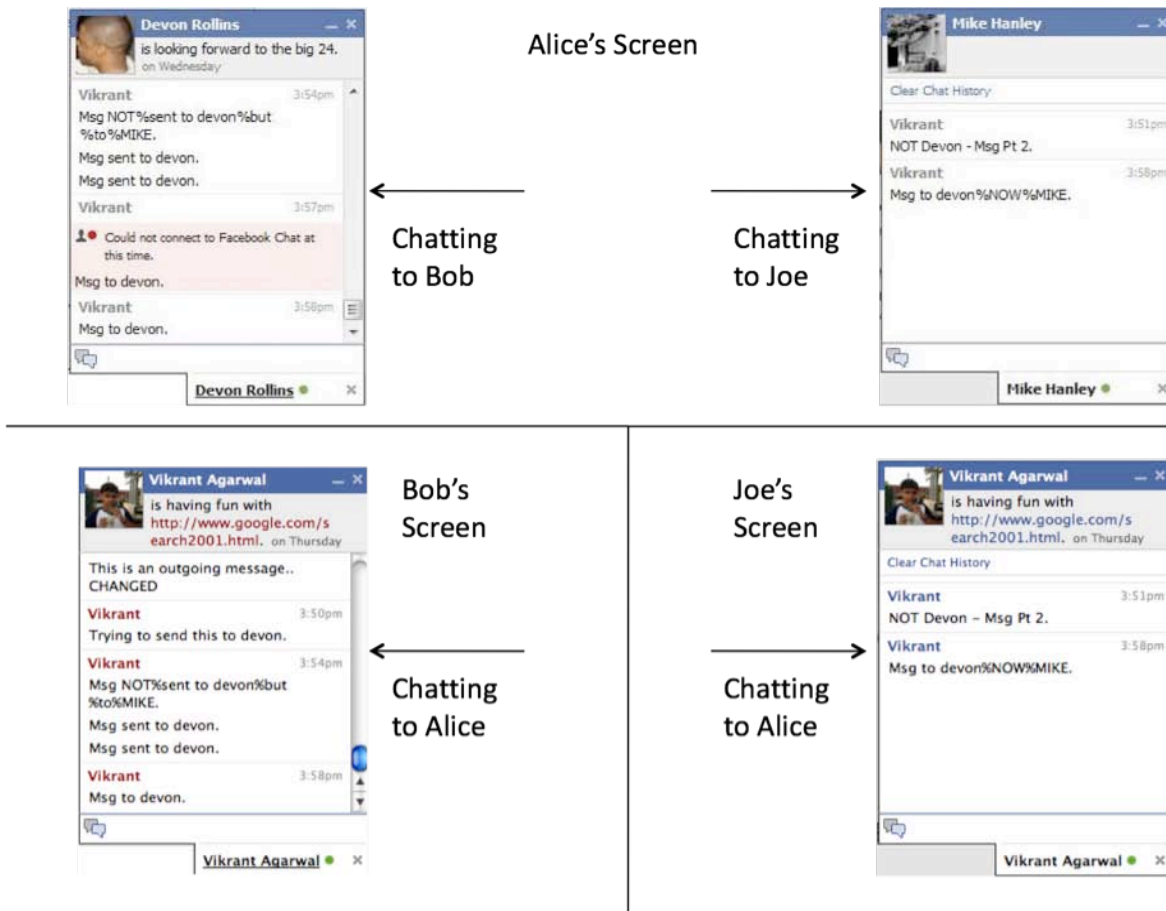 Devon Rollins
is looking forward to the big 24.
on Wednesday
Vikrant 3:54pm
Msg NOT%sent to devon%but
%to%MIKE.
Msg sent to devon.
Msg sent to devon.
Vikrant 3:57pm
Could not connect to Facebook Chat at
this time.
Msg to devon.
Vikrant 3:58pm
Msg to devon.
Devon Rollins
Alice's Screen
Chatting
to Bob
Chatting
to Joe
Mike Hanley
Clear Chat History
Vikrant 3:51pm
NOT Devon - Msg Pt 2.
Vikrant 3:58pm
Msg to devon%NOW%MIKE.
Mike Hanley
Vikrant Agarwal
is having fun with
http://www.google.com/s
earch2001.html. on Thursday
This is an outgoing message..
CHANGED
Vikrant 3:50pm
Trying to send this to devon.
Vikrant 3:54pm
Msg NOT%sent to devon%but
%to%MIKE.
Msg sent to devon.
Msg sent to devon.
Vikrant 3:58pm
Msg to devon.
Vikrant Agarwal
Bob's
Screen
Chatting
to Alice
Joe's
Screen
Chatting
to Alice
Vikrant Agarwal
is having fun with
http://www.google.com/s
earch2001.html. on Thursday
Clear Chat History
Vikrant 3:51pm
NOT Devon – Msg Pt 2.
Vikrant 3:58pm
Msg to devon%NOW%MIKE.
Vikrant Agarwal